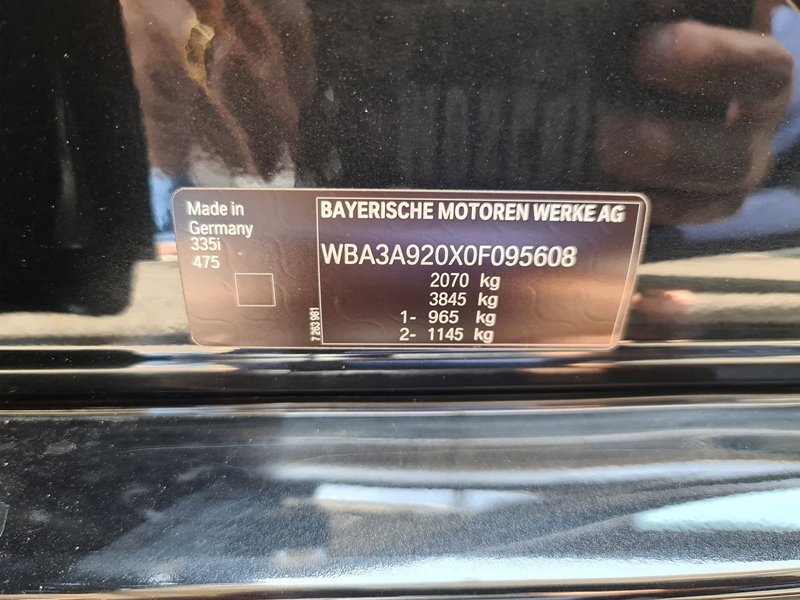 Made in
Germany
335i
475
7 263 981
BAYERISCHE MOTOREN WERKE AG
WBA3A920X0F095608
2070 kg
3845 kg
1- 965 kg
2- 1145 kg